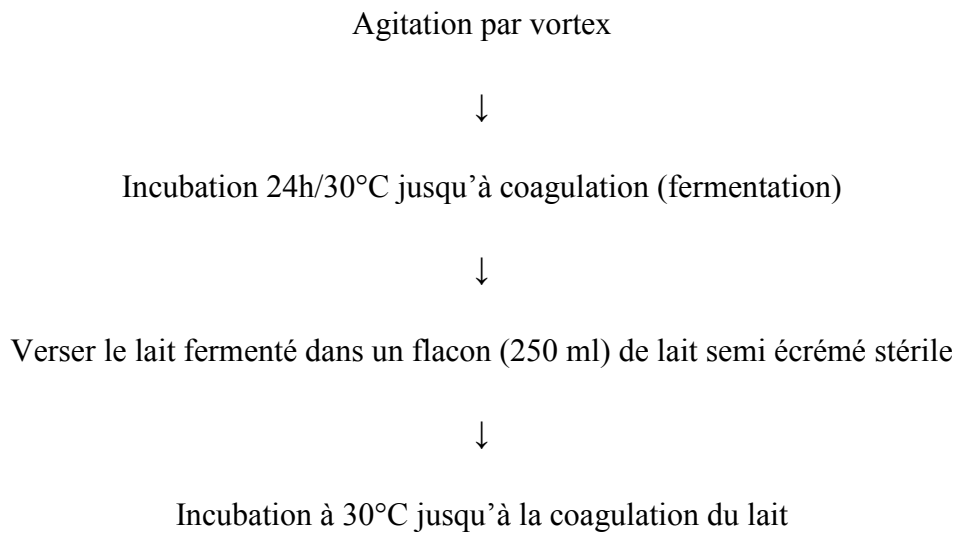 Agitation par vortex
↓
Incubation 24h/30°C jusqu’à coagulation (fermentation)
↓
Verser le lait fermenté dans un flacon (250 ml) de lait semi écrémé stérile
↓
Incubation à 30°C jusqu’à la coagulation du lait